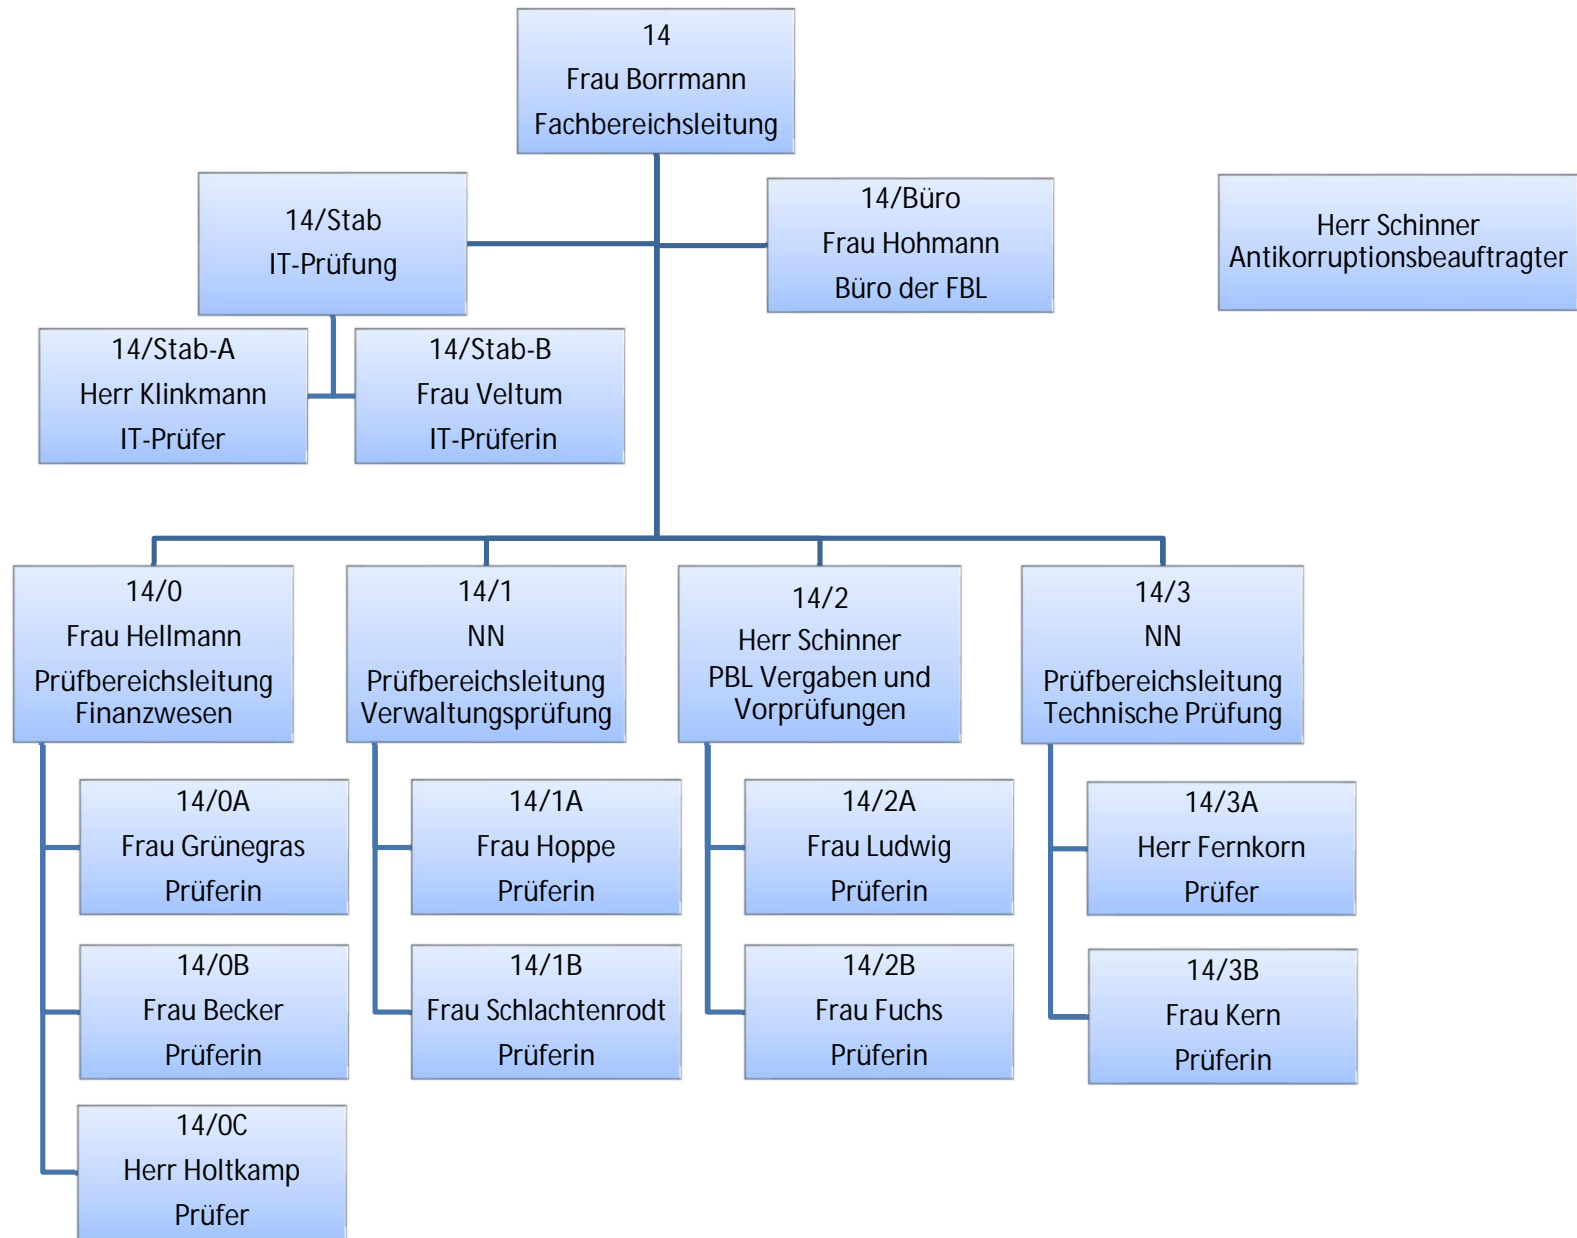 14
Frau Borrmann
Fachbereichsleitung
14/Stab
IT-Prüfung
14/Büro
Frau Hohmann
Büro der FBL
Herr Schinner
Antikorruptionsbeauftragter
14/Stab-A
Herr Klinkmann
IT-Prüfer
14/Stab-B
Frau Veltum
IT-Prüferin
14/0
Frau Hellmann
Prüfbereichsleitung
Finanzwesen
14/1
NN
Prüfbereichsleitung
Verwaltungsprüfung
14/2
Herr Schinner
PBL Vergaben und
Vorprüfungen
14/3
NN
Prüfbereichsleitung
Technische Prüfung
14/0A
Frau Grünegras
Prüferin
14/1A
Frau Hoppe
Prüferin
14/2A
Frau Ludwig
Prüferin
14/3A
Herr Fernkorn
Prüfer
14/0B
Frau Becker
Prüferin
14/1B
Frau Schlachtenrodt
Prüferin
14/2B
Frau Fuchs
Prüferin
14/3B
Frau Kern
Prüferin
14/0C
Herr Holtkamp
Prüfer